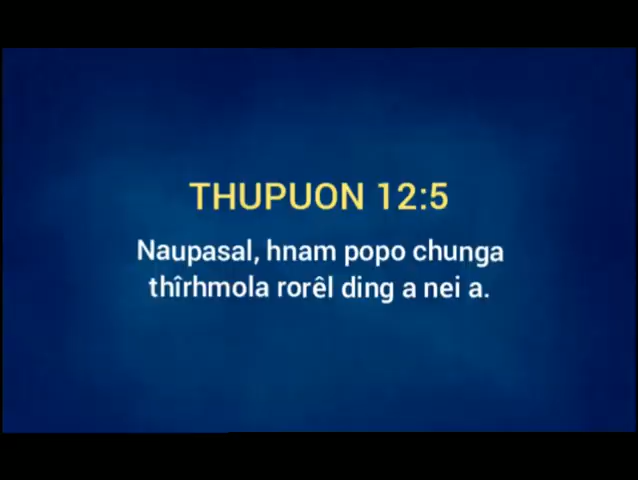 THUPUON 12:5
Naupasal, hnam popo chunga
thîrhmola rorêl ding a nei a.